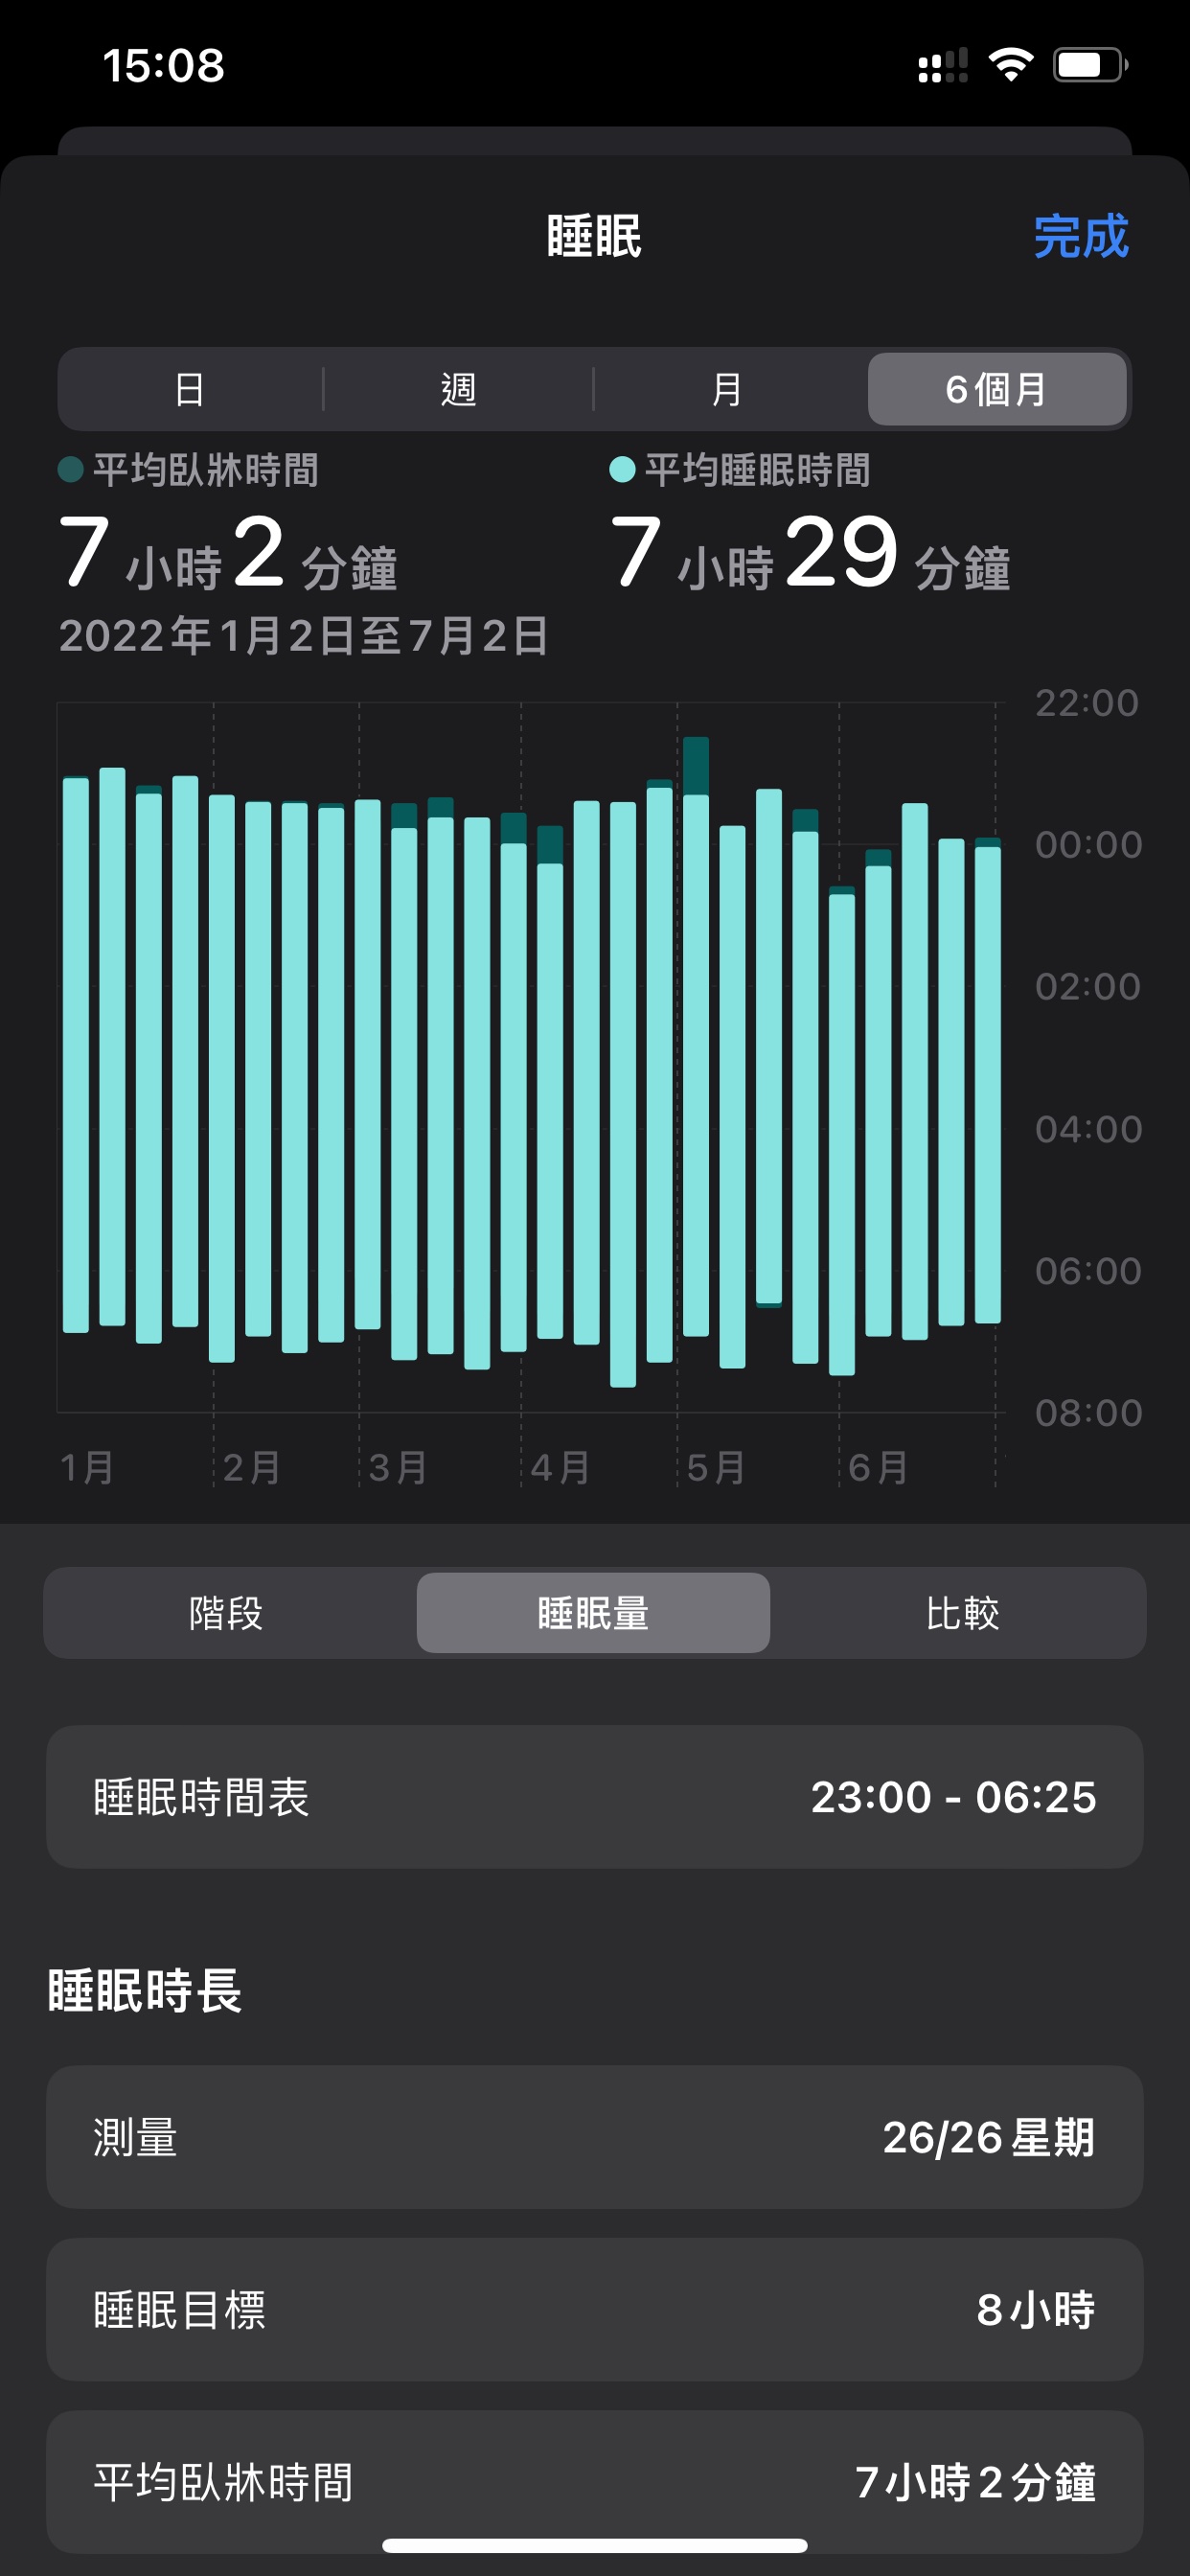 15:08
睡眠 完成
日 週 月 6個月
平均臥牀時間 平均睡眠時間
7 小時 2 分鐘 7 小時 29 分鐘
2022年1月2日至7月2日
22:00
00:00
02:00
04:00
06:00
08:00
1月 2月 3月 4月 5月 6月
階段 睡眠量 比較
睡眠時間表 23:00 - 06:25
睡眠時長
測量 26/26 星期
睡眠目標 8小時
平均臥牀時間 7小時2分鐘